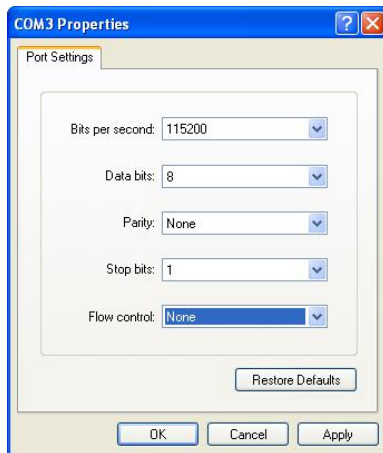 COM3 Properties
Port Settings
Bits per second: 115200
Data bits: 8
Parity: None
Stop bits: 1
Flow control: None
Restore Defaults
OK Cancel Apply